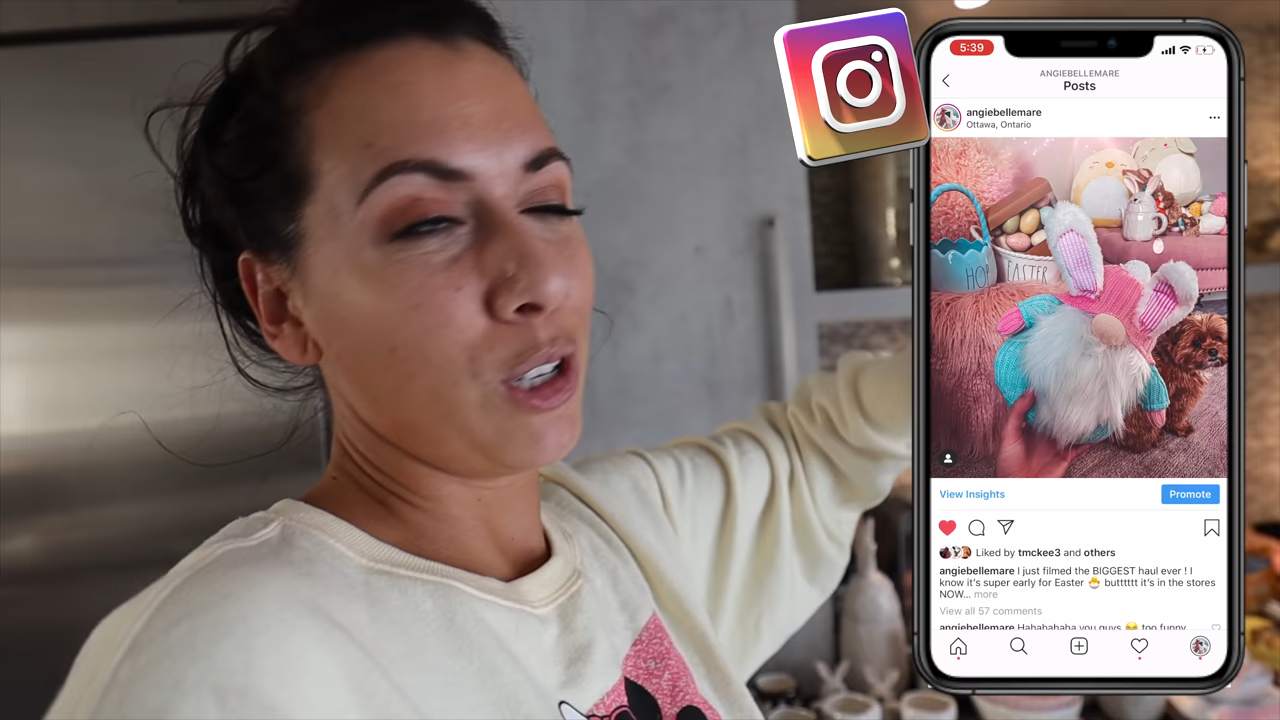 5:39
ANGIEBELLEMARE
Posts
angiebellemare
Ottawa, Ontario
HOP
EASTER
View Insights
Promote
Liked by tmckee3 and others
angiebellemare I just filmed the BIGGEST haul ever ! I
know it's super early for Easter 🐣 butttttt it's in the stores
NOW... more
View all 57 comments
angiebellemare Hahahahaha you guys 😂 too funny